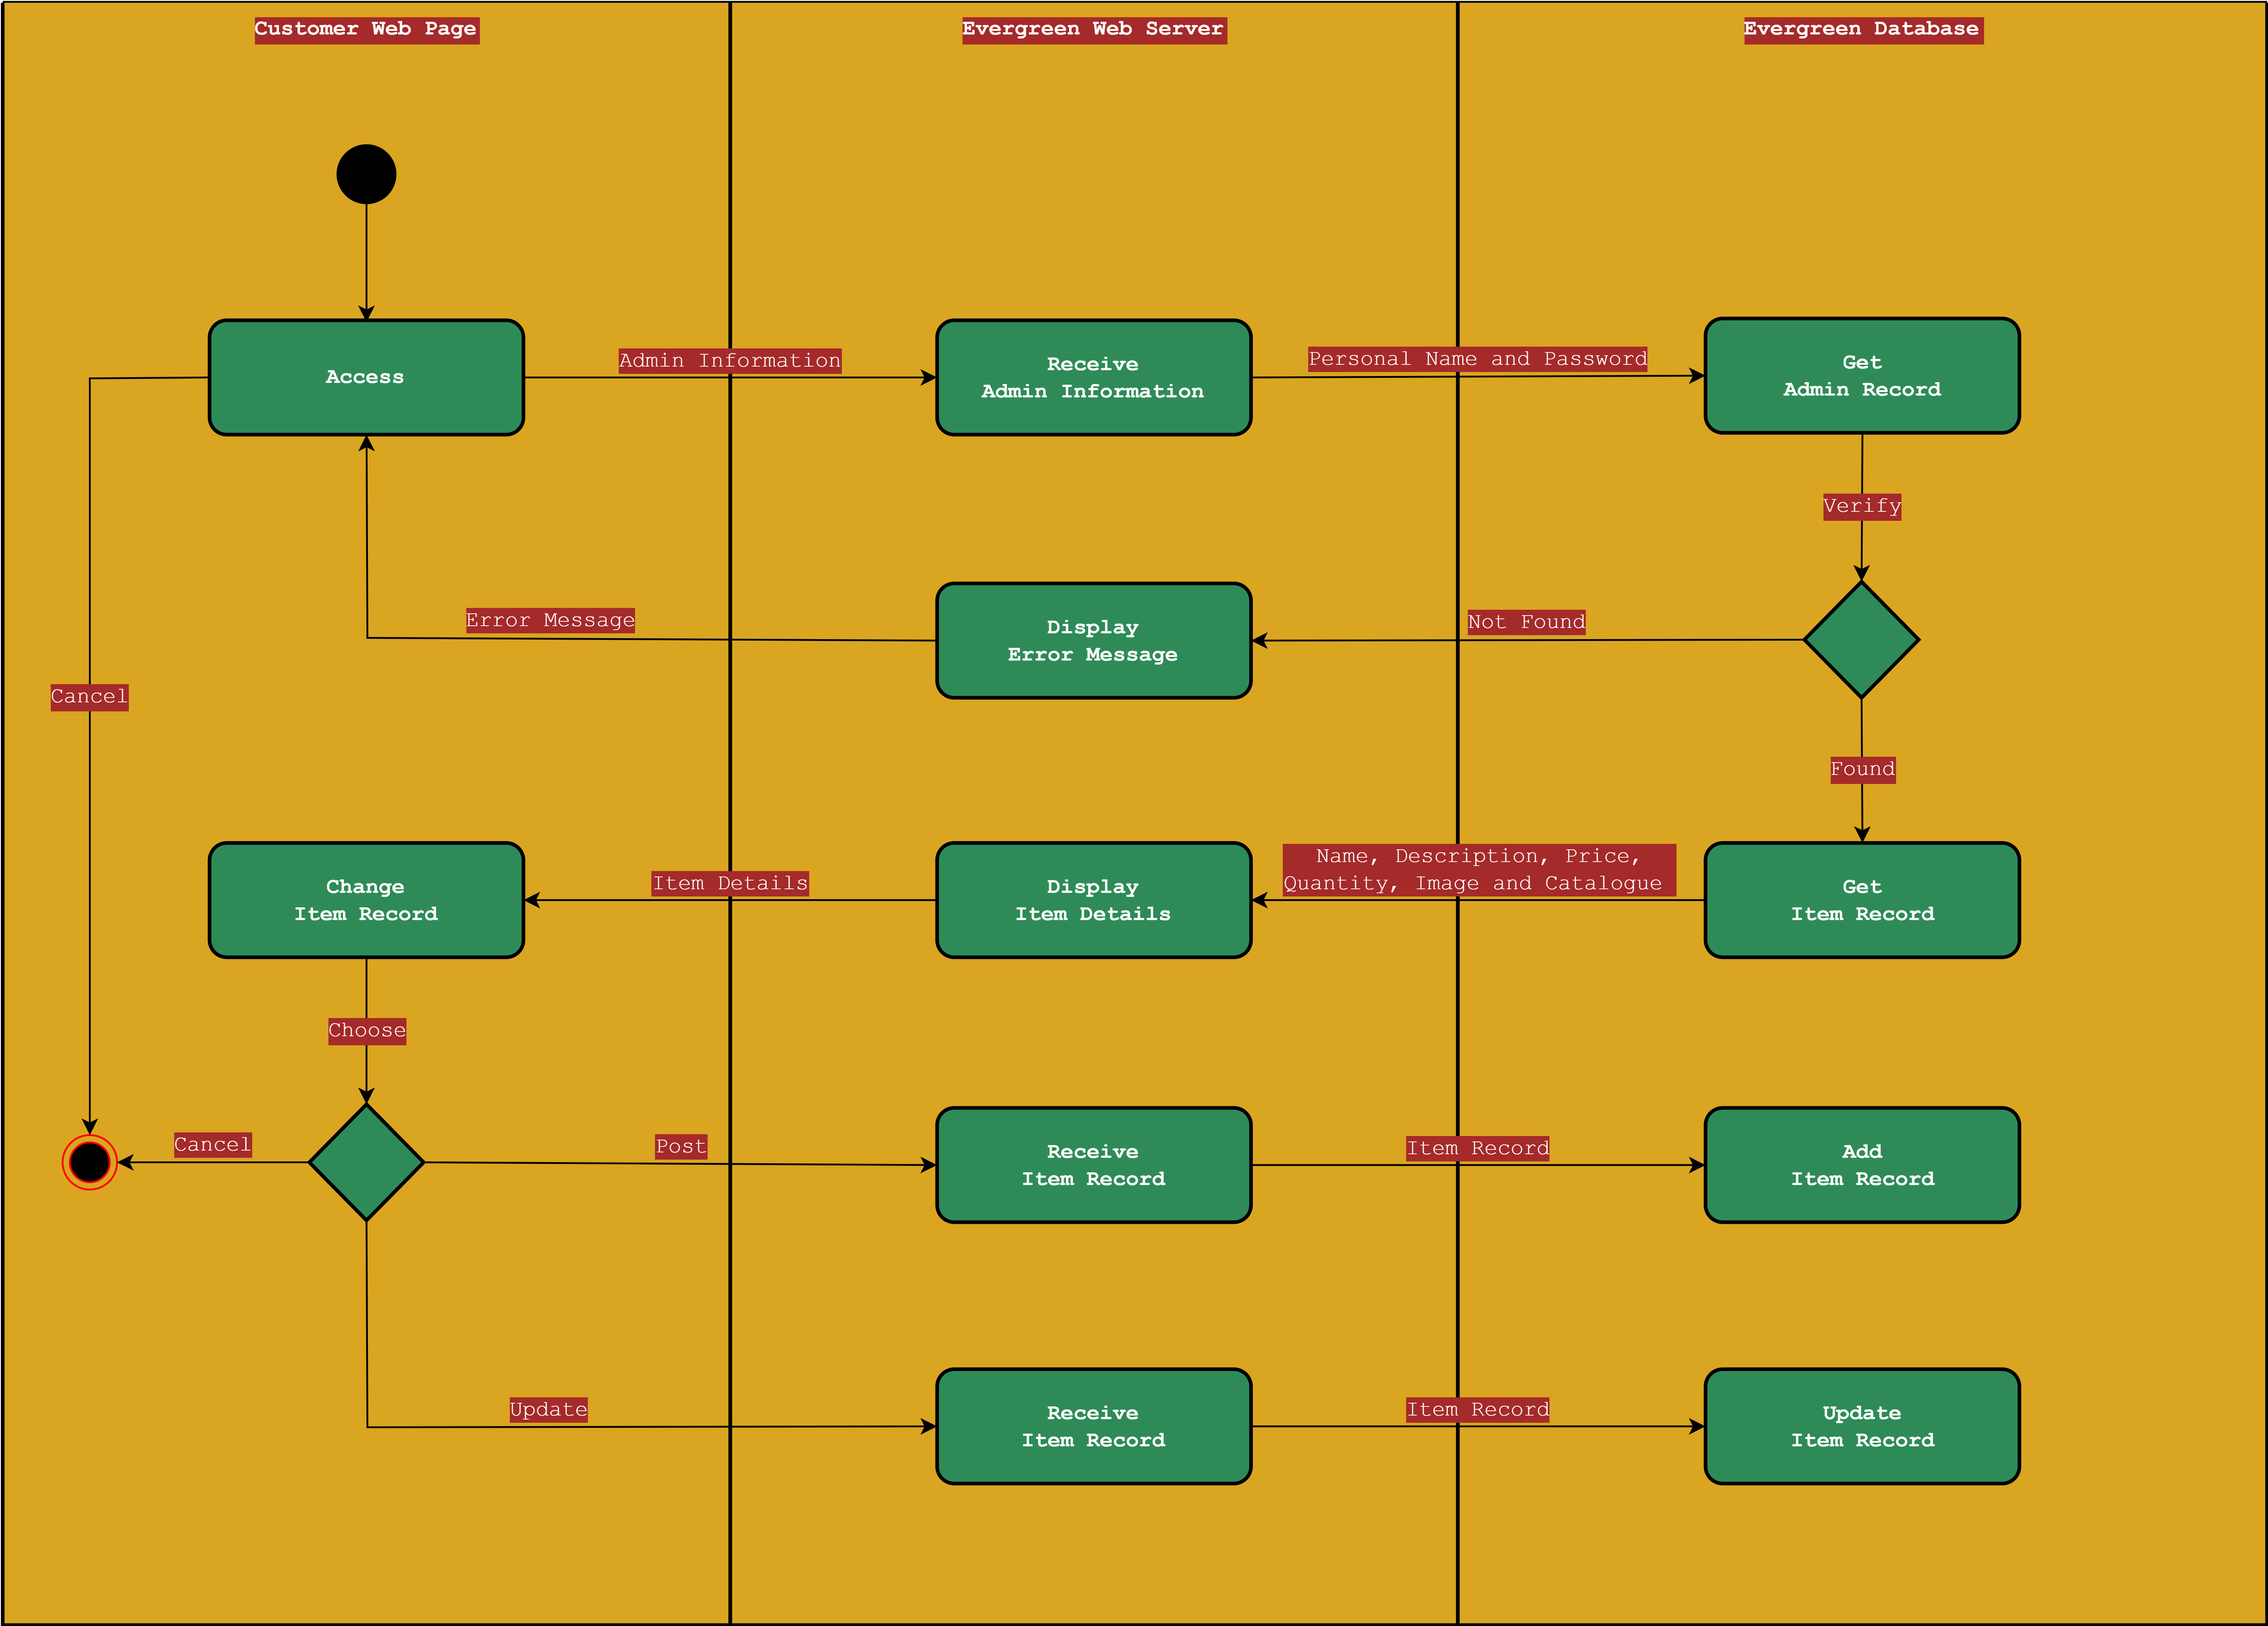 Customer Web Page
Evergreen Web Server
Evergreen Database
Access
Admin Information
Receive
Admin Information
Personal Name and Password
Get
Admin Record
Verify
Error Message
Display
Error Message
Not Found
Cancel
Found
Change
Item Record
Item Details
Display
Item Details
Name, Description, Price,
Quantity, Image and Catalogue
Get
Item Record
Choose
Cancel
Post
Receive
Item Record
Item Record
Add
Item Record
Update
Receive
Item Record
Item Record
Update
Item Record